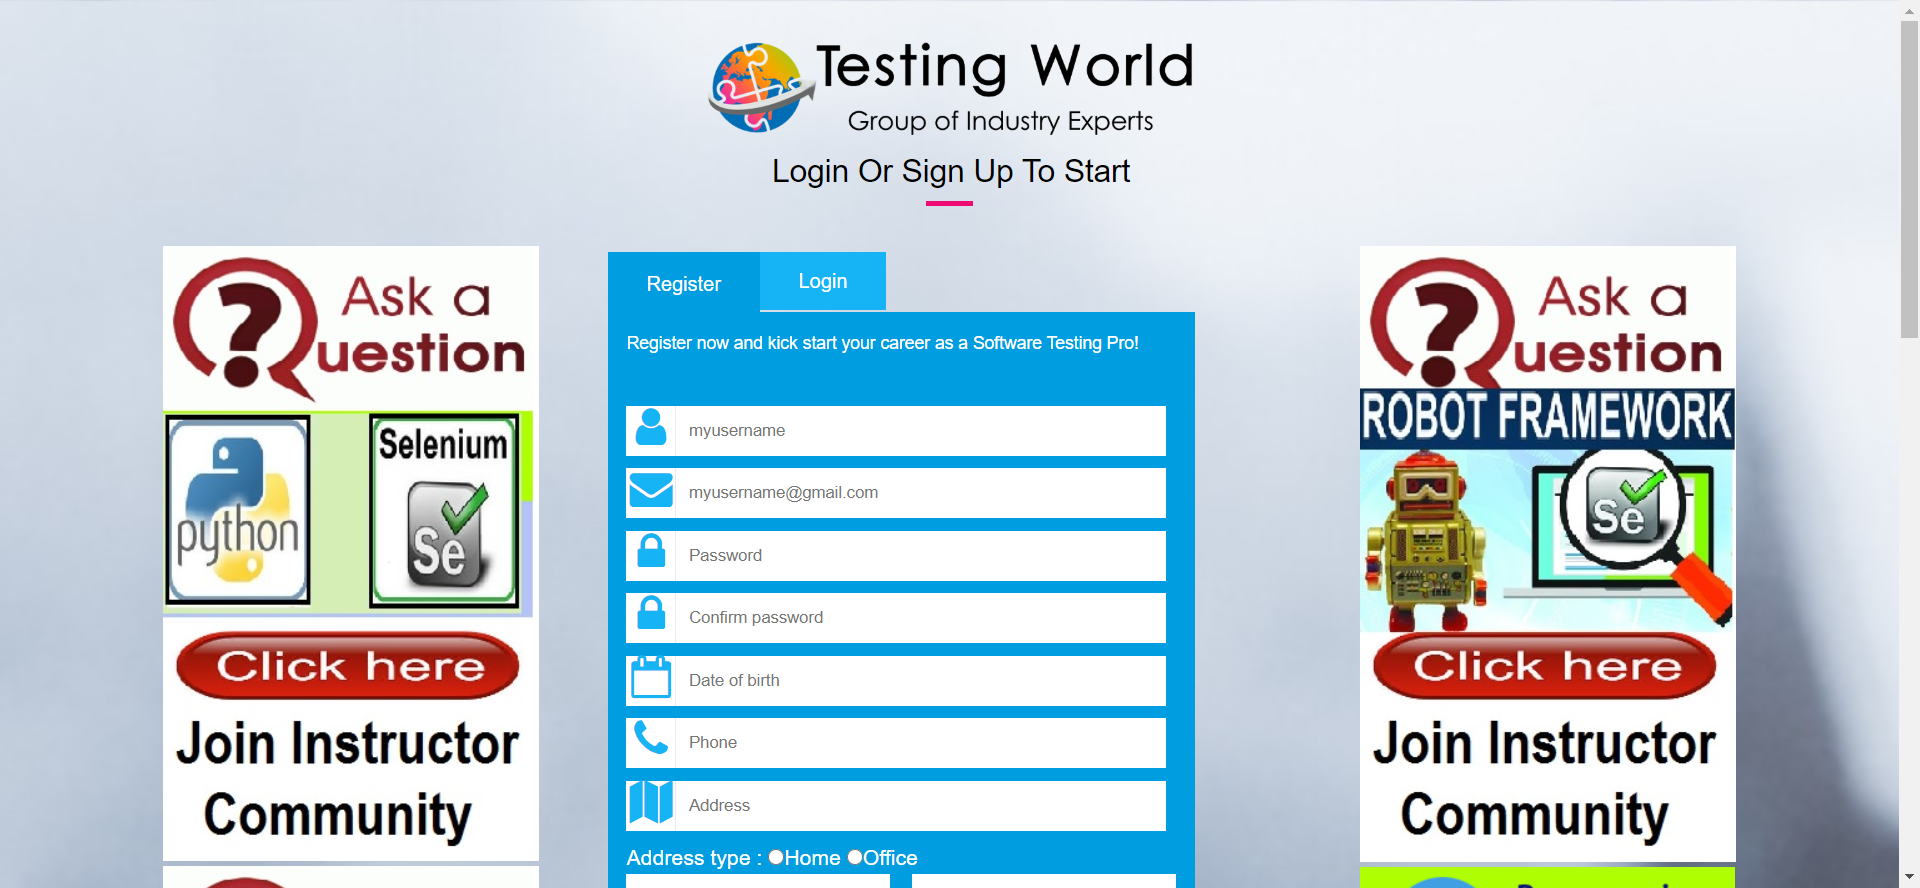 Testing World
Group of Industry Experts
Login Or Sign Up To Start
Ask a
Question
python
Selenium
Se
Click here
Join Instructor
Community
Register
Login
Register now and kick start your career as a Software Testing Pro!
myusername
myusername@gmail.com
Password
Confirm password
Date of birth
Phone
Address
Address type : Home Office
Ask a
Question
ROBOT FRAMEWORK
Se
Click here
Join Instructor
Community